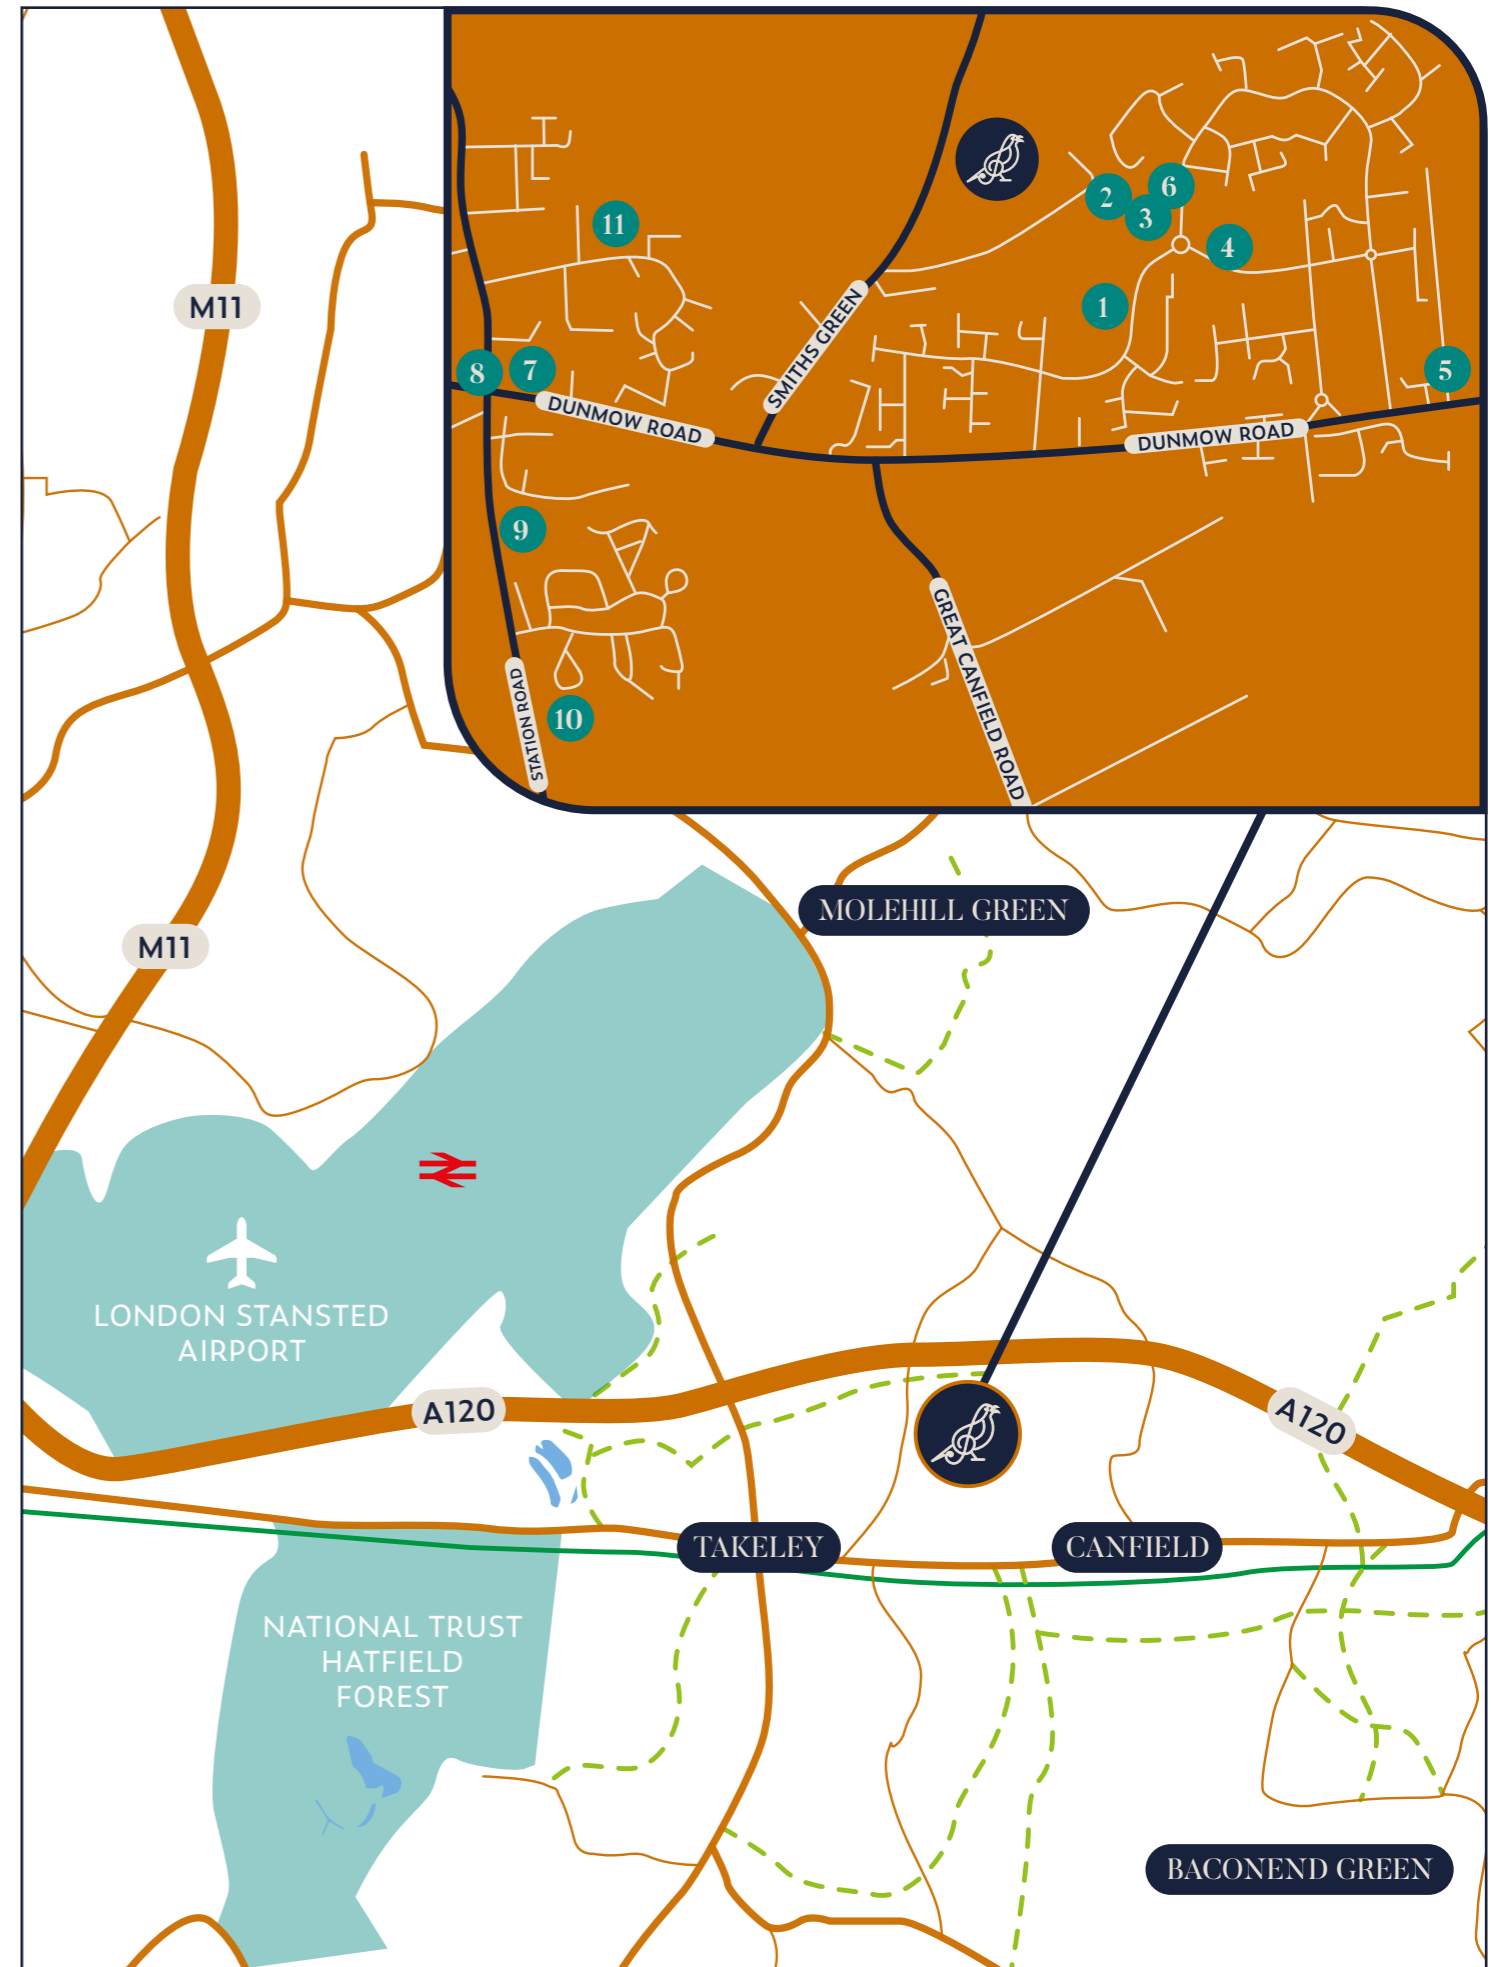 M11
11
2
6
3
4
1
SMITHS GREEN
8
7
5
DUNMOW ROAD
DUNMOW ROAD
9
GREAT CANFIELD ROAD
STATION ROAD
10
MOLEHILL GREEN
M11
LONDON STANSTED
AIRPORT
A120
A120
TAKELEY
CANFIELD
NATIONAL TRUST
HATFIELD
FOREST
BACONEND GREEN